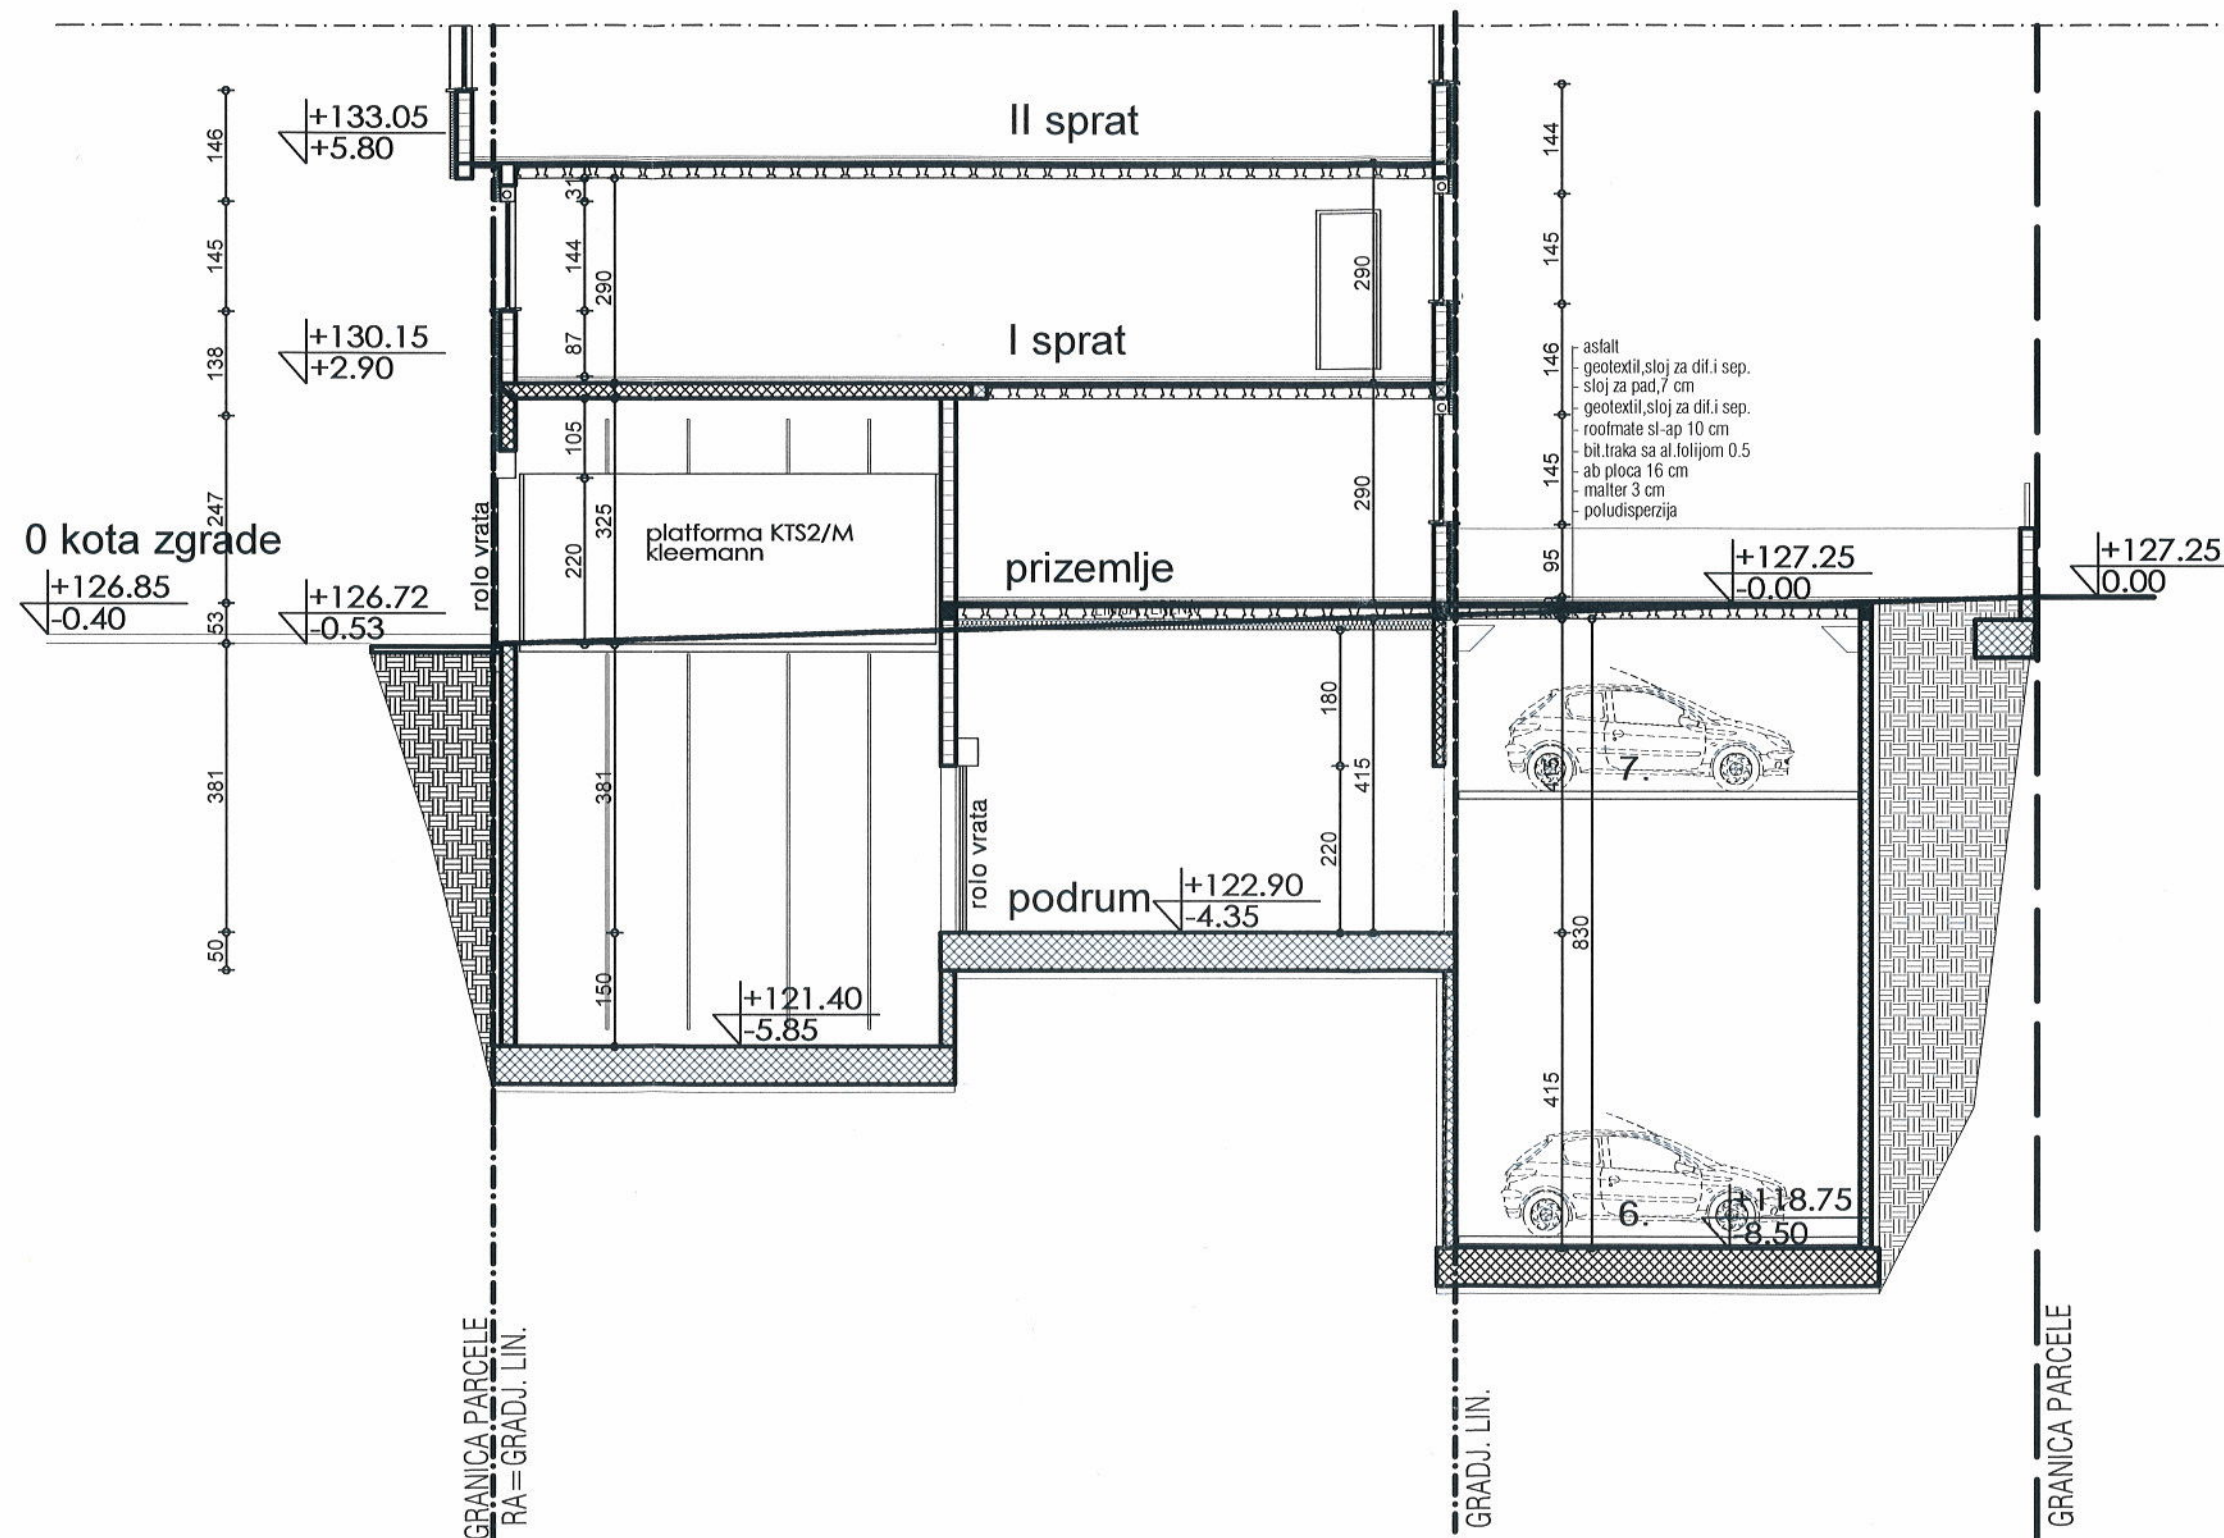 II sprat
+133.05
+5.80
146
145
138
247
53
381
50
31
144
290
87
290
I sprat
+130.15
+2.90
144
145
146
145
95
asfalt
geotextil,sloj za dif.i sep.
sloj za pad,7 cm
geotextil,sloj za dif.i sep.
roofmate sl-ap 10 cm
bit.traka sa al.folijom 0.5
ab ploca 16 cm
malter 3 cm
poludisperzija
105
325
220
290
rolo vrata
platforma KTS2/M
kleemann
0 kota zgrade
+126.85
-0.40
+126.72
-0.53
prizemlje
+127.25
-0.00
+127.25
0.00
381
150
180
415
220
rolo vrata
415
7.
podrum
+122.90
-4.35
830
+121.40
-5.85
415
6.
+118.75
-8.50
GRANICA PARCELE
RA=GRADJ. LIN.
GRADJ. LIN.
GRANICA PARCELE